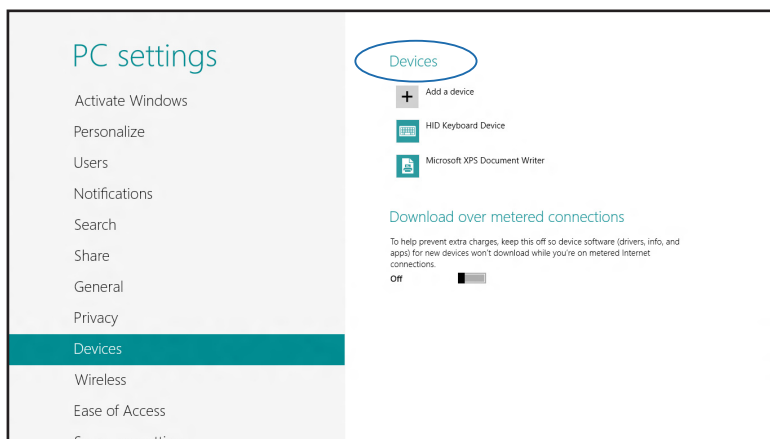 PC settings
Activate Windows
Personalize
Users
Notifications
Search
Share
General
Privacy
Devices
Wireless
Ease of Access
Devices
Add a device
HID Keyboard Device
Microsoft XPS Document Writer
Download over metered connections
To help prevent extra charges, keep this off so device software (drivers, info, and
apps) for new devices won't download while you're on metered Internet
connections.
Off